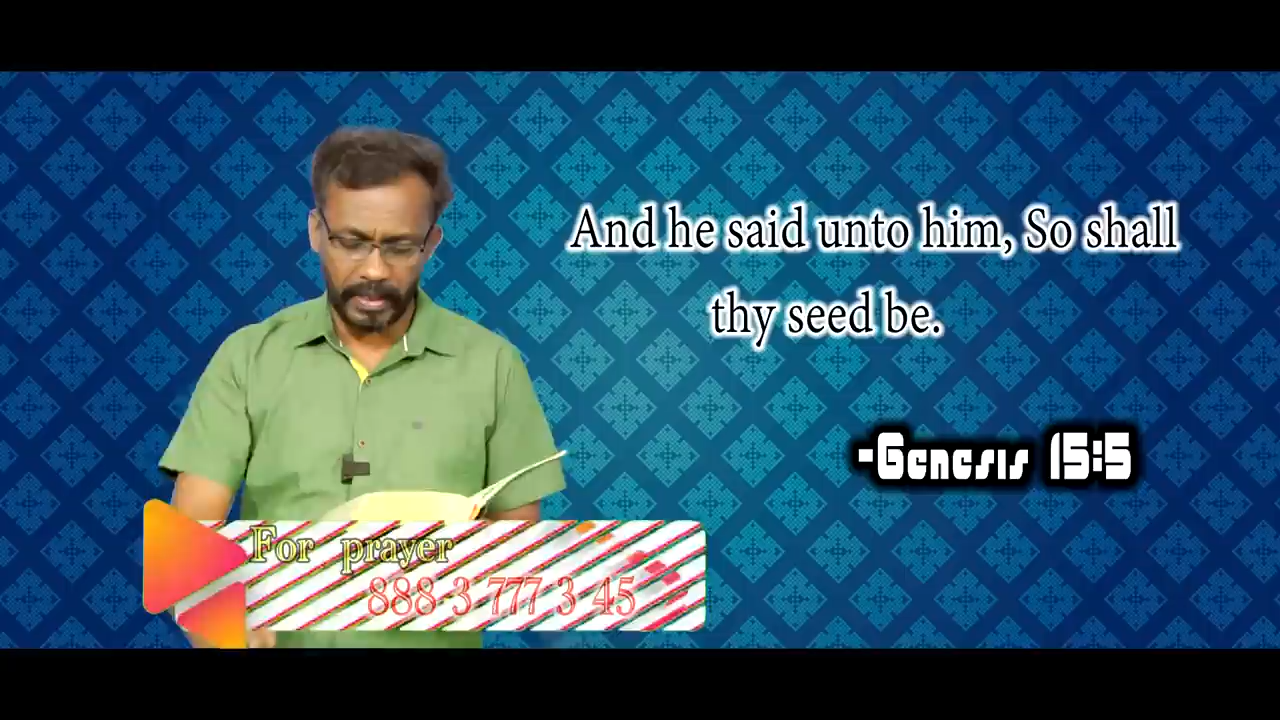 And he said unto him, So shall
thy seed be.
-Genesis 15:5
For prayer
888 3 777 3 45